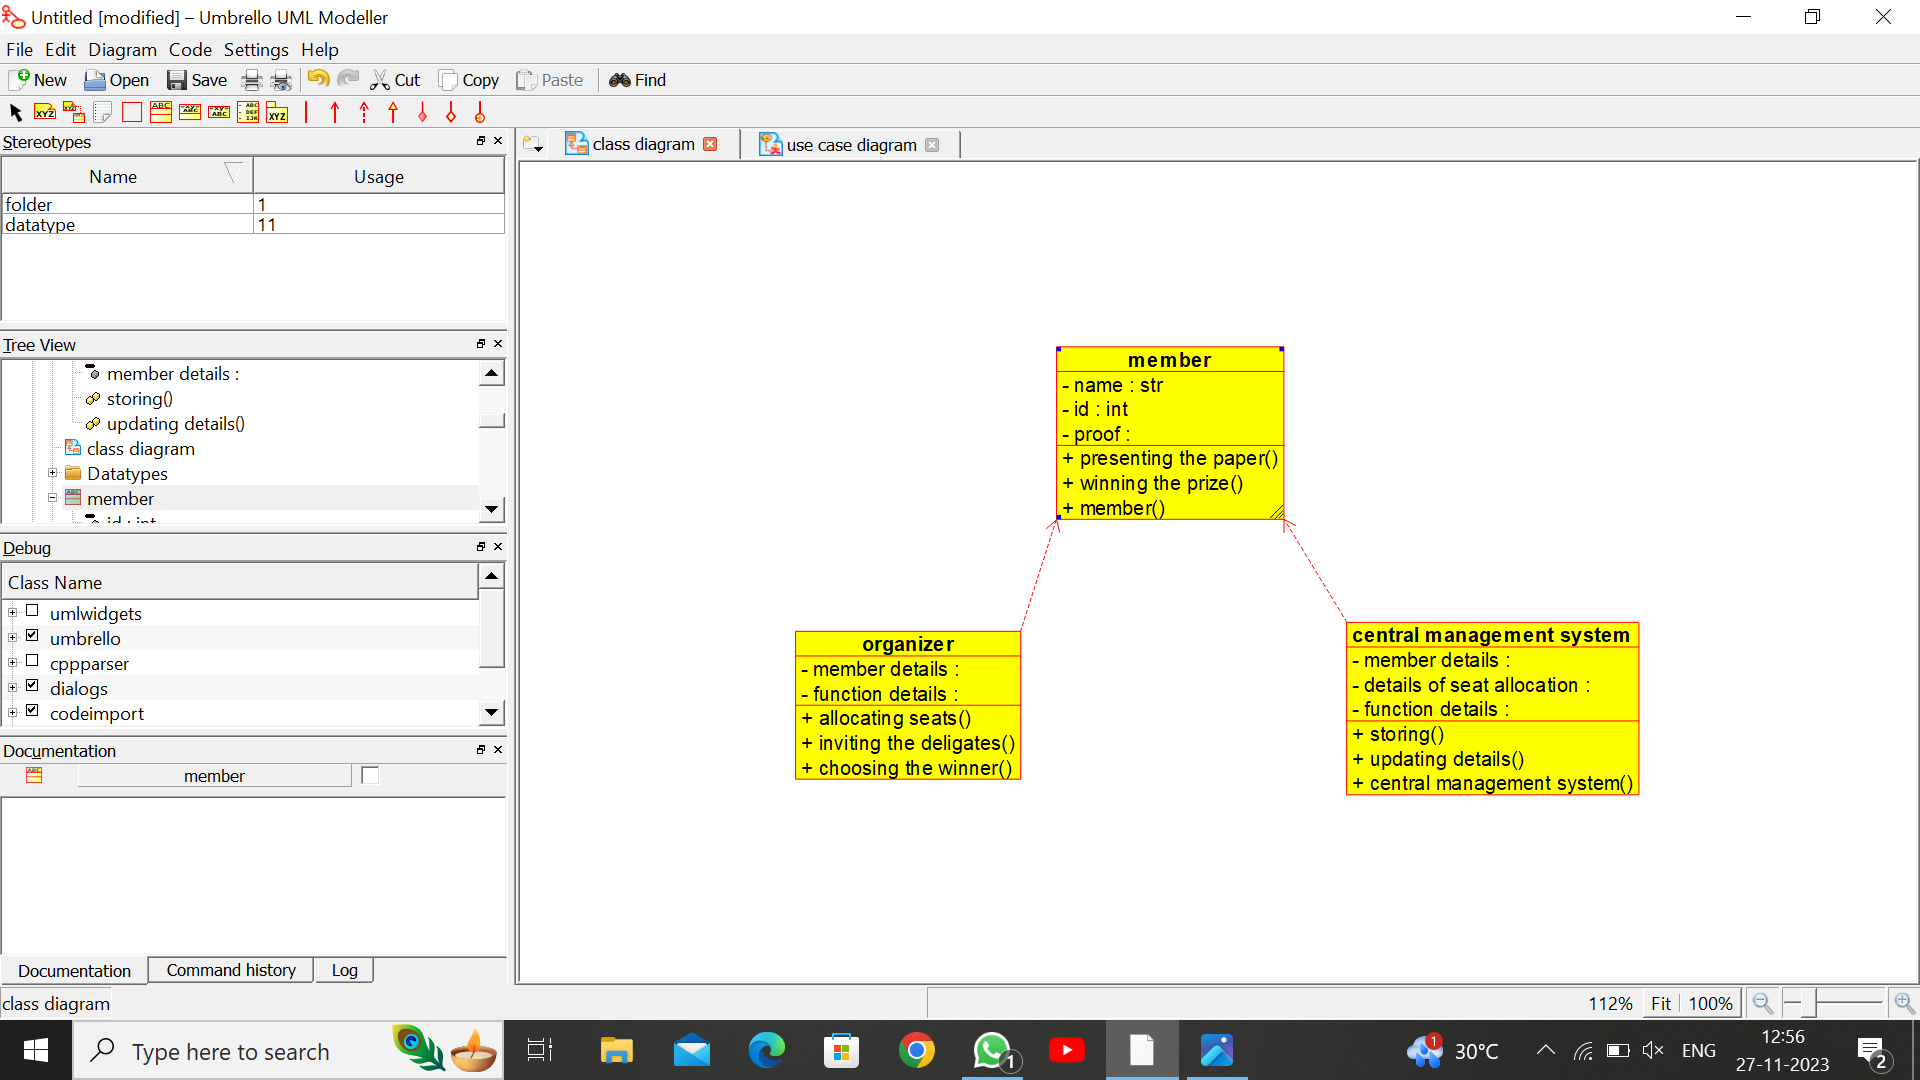 Untitled [modified] – Umbrello UML Modeller
File Edit Diagram Code Settings Help
New Open Save Cut Copy Paste Find
Stereotypes
Name Usage
folder 1
datatype 11
Tree View
member details :
storing()
updating details()
class diagram
Datatypes
member
id : int
Debug
Class Name
umlwidgets
umbrello
cppparser
dialogs
codeimport
Documentation
member
Documentation Command history Log
class diagram
class diagram use case diagram
member
- name : str
- id : int
- proof :
+ presenting the paper()
+ winning the prize()
+ member()
organizer
- member details :
- function details :
+ allocating seats()
+ inviting the deligates()
+ choosing the winner()
central management system
- member details :
- details of seat allocation :
- function details :
+ storing()
+ updating details()
+ central management system()
112% Fit 100%
Type here to search
1
1
30°C
ENG
12:56
27-11-2023
2